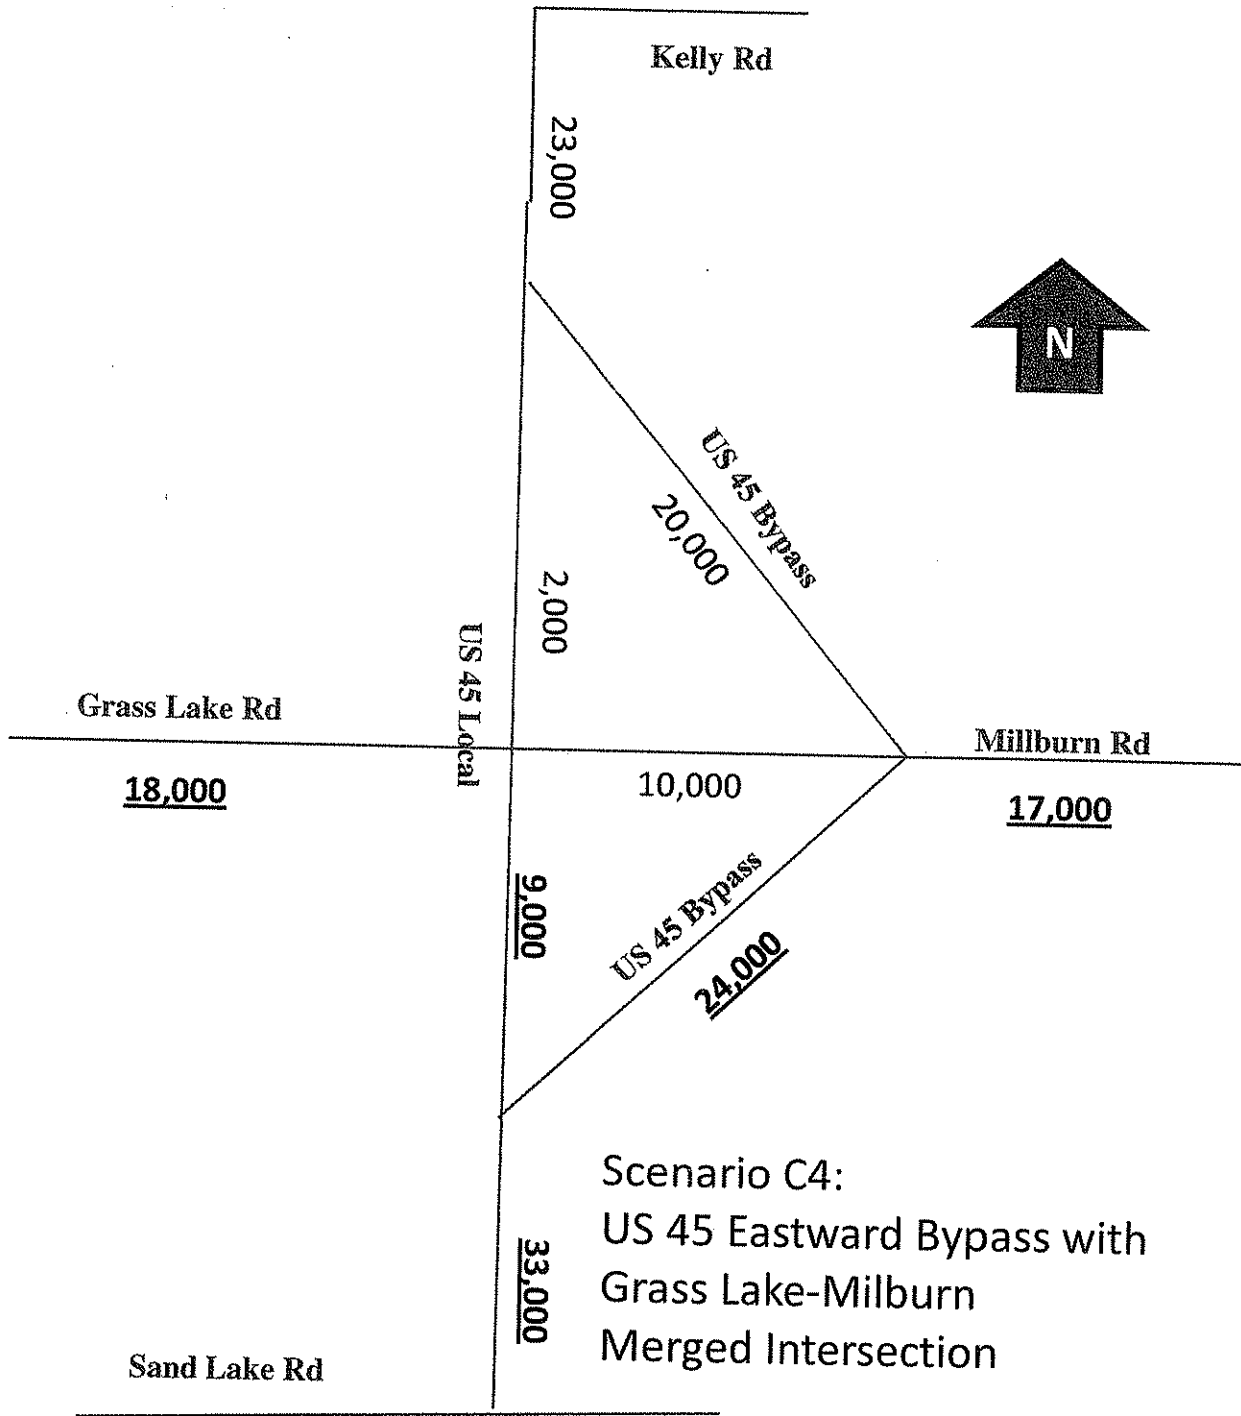 Kelly Rd
23,000
N
US 45 Bypass
20,000
2,000
US 45 Local
Grass Lake Rd
Millburn Rd
18,000
10,000
17,000
9,000
US 45 Bypass
24,000
33,000
Scenario C4:
US 45 Eastward Bypass with
Grass Lake-Milburn
Merged Intersection
Sand Lake Rd